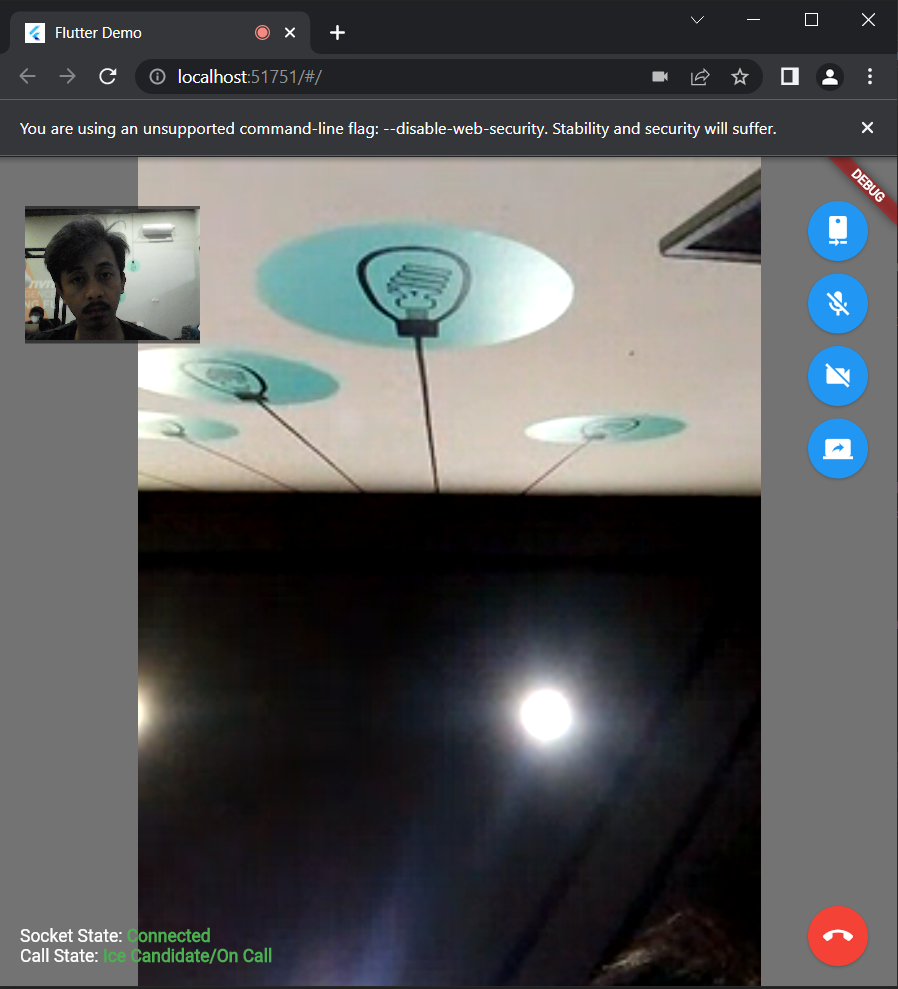 Flutter Demo
localhost:51751/#/
You are using an unsupported command-line flag: --disable-web-security. Stability and security will suffer.
DEBUG
Socket State: Connected
Call State: Ice Candidate/On Call